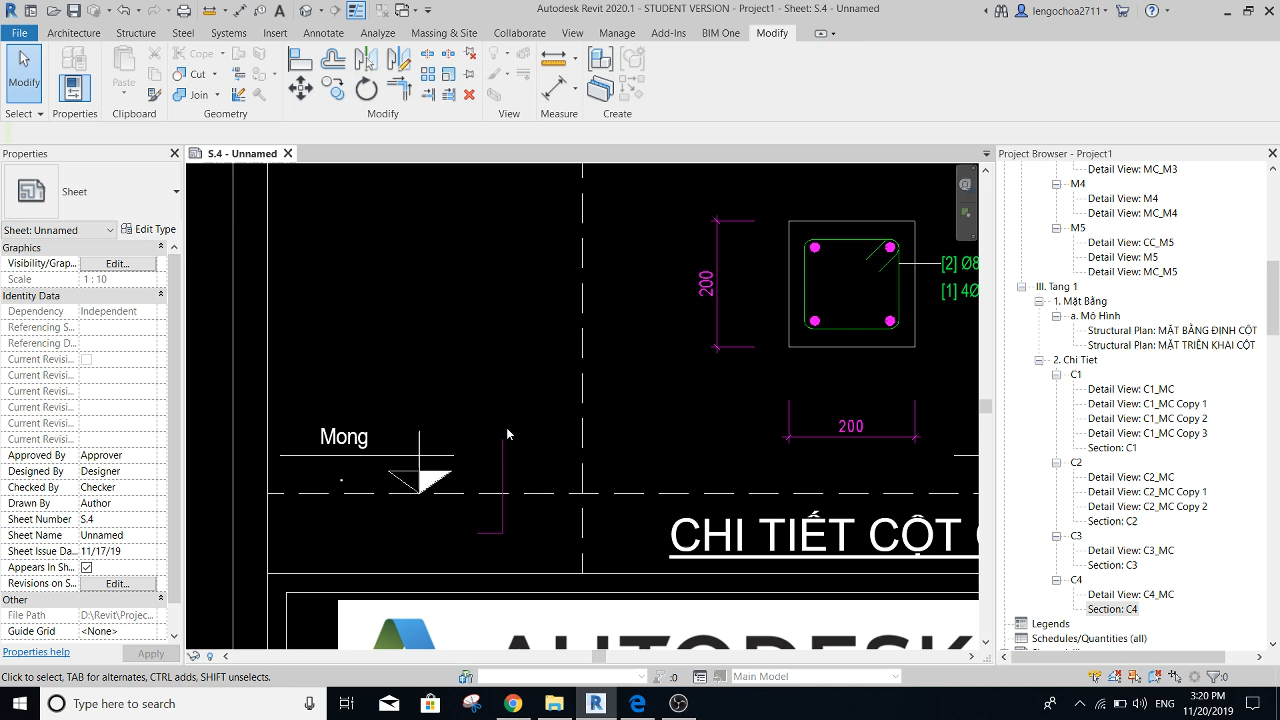 Autodesk Revit 2020.1 - STUDENT VERSION - Project1 - Sheet: S.4 - Unnamed
lengochoa2711
File Architecture Structure Steel Systems Insert Annotate Analyze Massing & Site Collaborate View Manage Add-Ins BIM One Modify
Modify
Paste
Cope
Cut
Join
Select Properties Clipboard Geometry Modify View Measure Create
Properties
S.4 - Unnamed
Project Browser - Project1
Sheet
Sheet: Unnamed
Edit Type
Graphics
Visibility/Grap... Edit...
Scale 1 : 10
Identity Data
Dependency Independent
Referencing S...
Referencing D...
Current Revisi...
Current Revisi...
Current Revisi...
Current Revisi...
Current Revisi...
Current Revisi...
Approved By Approver
Designed By Designer
Checked By Checker
Drawn By Author
Sheet Number S.4
Sheet Name Unnamed
Sheet Issue Da... 11/17/19
Appears In Sh...
Revisions on S... Edit...
Other
File Path D:\Revit\Projec...
Guide Grid <None>
Properties help
Apply
200
[2] Ø8
[1] 4Ø
200
Mong
CHI TIẾT CỘT
AUTODESK
Detail View: MC_M3
M4
Detail View: M4
Detail View: MC_M4
M5
Detail View: CC_M5
Detail View: M5
Detail View: MC_M5
III. Tang 1
1. Mặt Bằng
a. Mô Hình
Structural Plan: MẶT BẰNG ĐỊNH CỘT
Structural Plan: MẶT TRIỂN KHAI CỘT
2. Chi Tiet
C1
Detail View: C1_MC
Detail View: C1_MC Copy 1
Detail View: C1_MC Copy 2
Detail View: C1_MC Copy 3
Section: C1
C2
Detail View: C2_MC
Detail View: C2_MC Copy 1
Detail View: C2_MC Copy 2
Section: C2
C3
Detail View: C3_MC
Section: C3
C4
Detail View: C4_MC
Section: C4
Legends
Schedules/Quantities (all)
Click to select, TAB for alternates, CTRL adds, SHIFT unselects.
:0
Main Model
:0
Type here to search
ENG
3:20 PM
11/20/2019